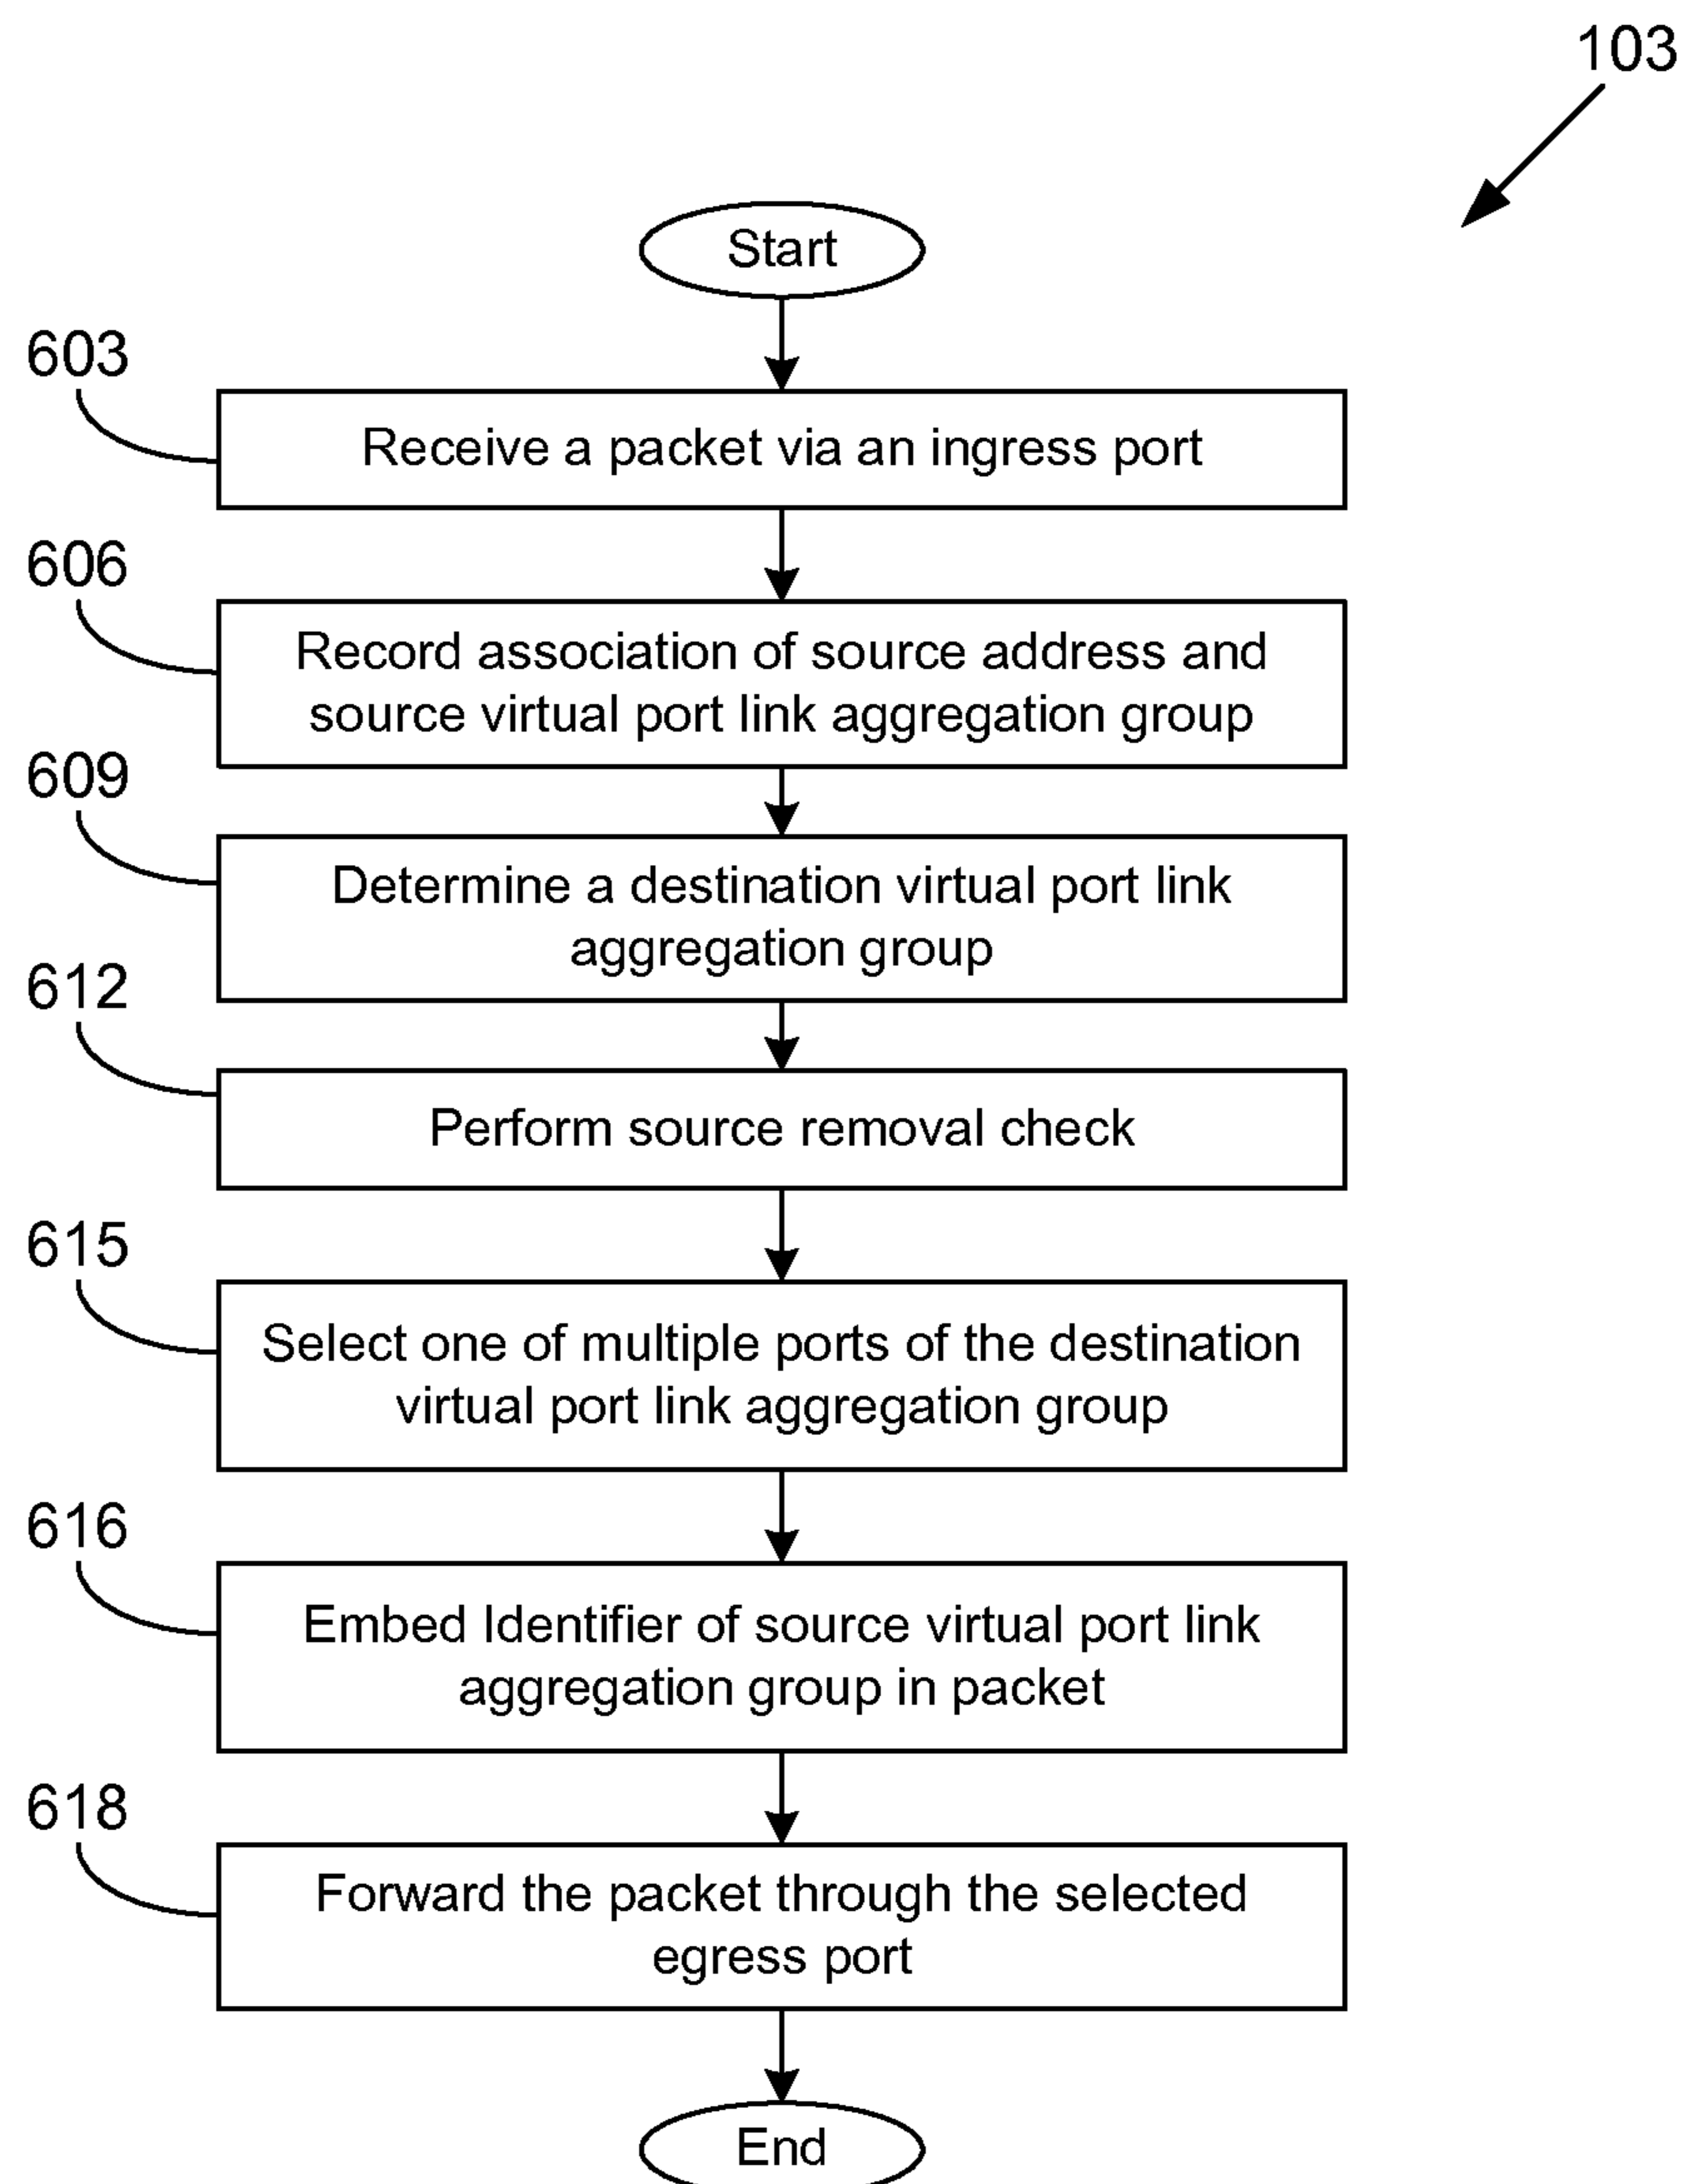 103
Start
603
Receive a packet via an ingress port
606
Record association of source address and
source virtual port link aggregation group
609
Determine a destination virtual port link
aggregation group
612
Perform source removal check
615
Select one of multiple ports of the destination
virtual port link aggregation group
616
Embed Identifier of source virtual port link
aggregation group in packet
618
Forward the packet through the selected
egress port
End